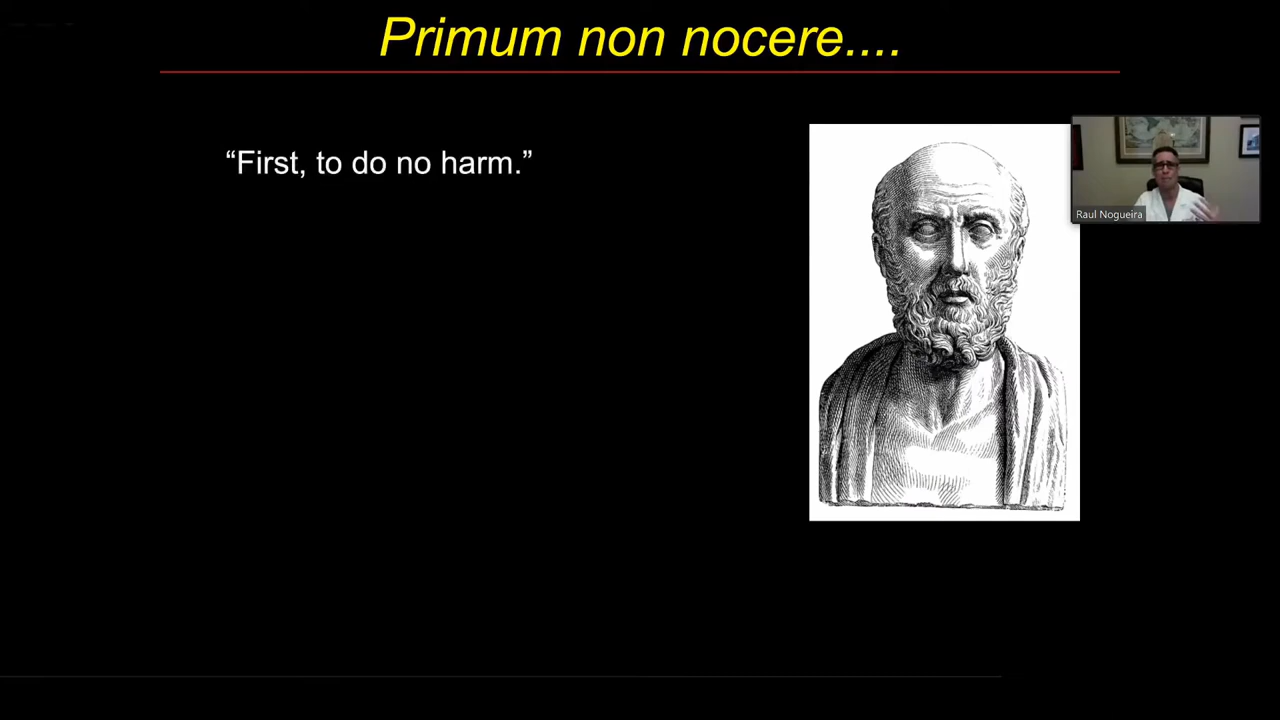 Primum non nocere....
“First, to do no harm.”
Raul Nogueira